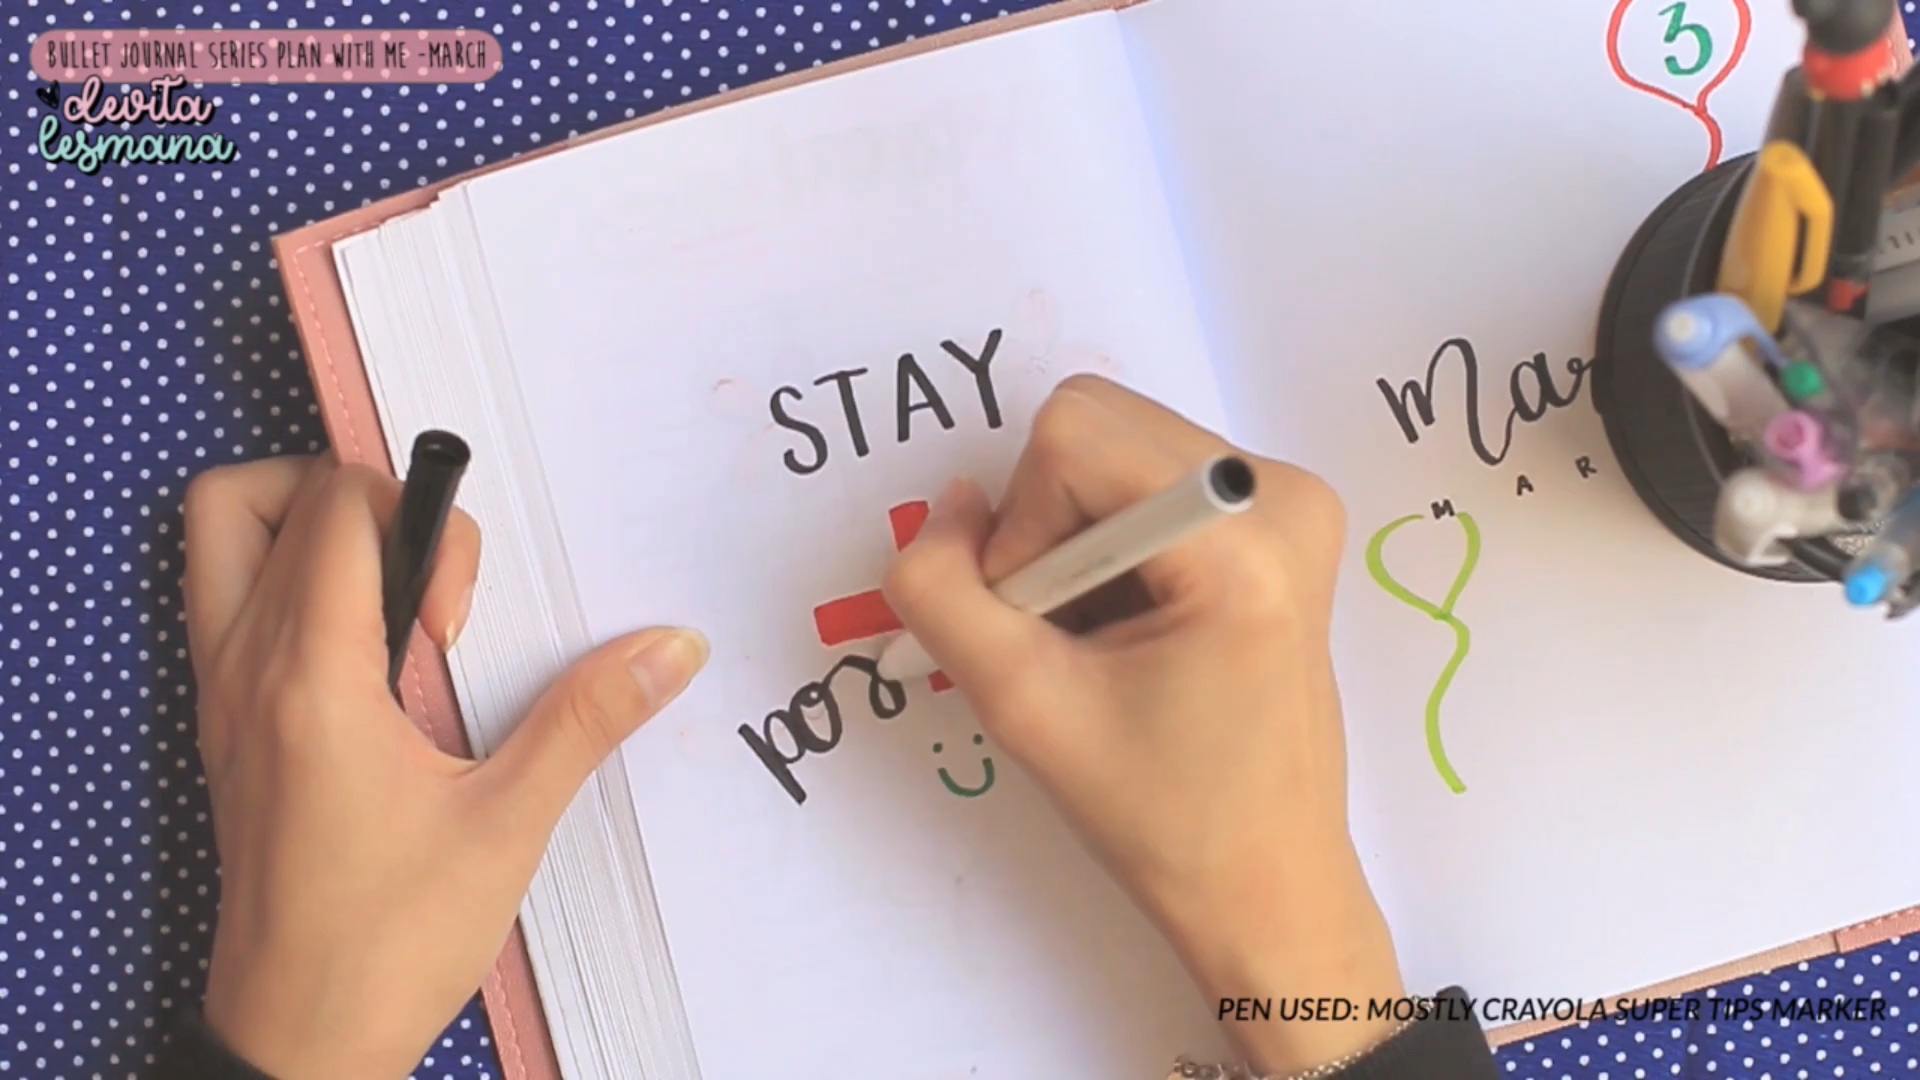 BULLET JOURNAL SERIES PLAN WITH ME -MARCH
devita
lesmana
3
STAY
Mar
M A R
pos
PEN USED: MOSTLY CRAYOLA SUPER TIPS MARKER